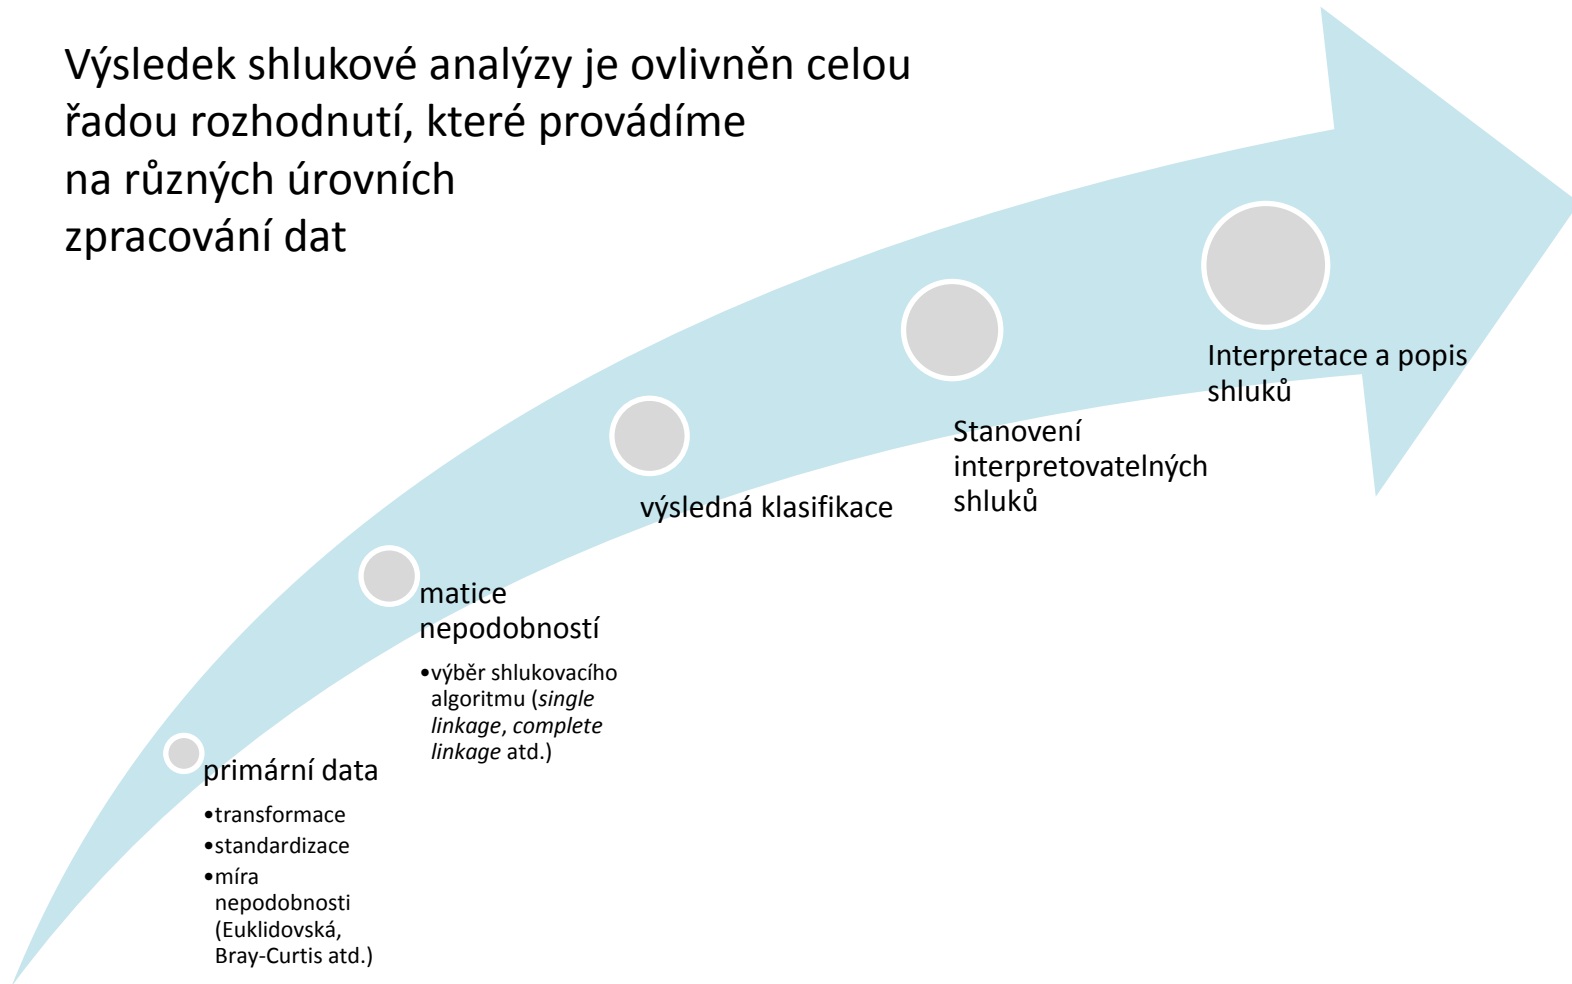 Výsledek shlukové analýzy je ovlivněn celou
řadou rozhodnutí, které provádíme
na různých úrovních
zpracování dat
primární data
•transformace
•standardizace
•míra
nepodobnosti
(Euklidovská,
Bray-Curtis atd.)
matice
nepodobností
•výběr shlukovacího
algoritmu (single
linkage, complete
linkage atd.)
výsledná klasifikace
Stanovení
interpretovatelných
shluků
Interpretace a popis
shluků